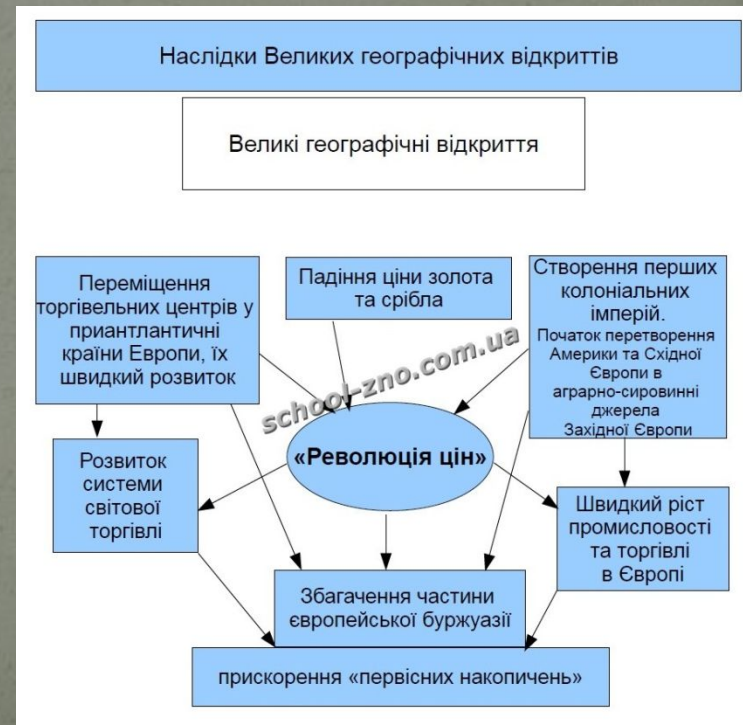 Наслідки Великих географічних відкриттів
Великі географічні відкриття
Переміщення
торгівельних центрів у
приантлантичні
країни Европи, їх
швидкий розвиток
Падіння ціни золота
та срібла
Створення перших
колоніальних
імперій.
Початок перетворення
Америки та Східної
Європи в
аграрно-сировинні
джерела
Західної Європи
school-zno.com.ua
«Революція цін»
Розвиток
системи
світової
торгівлі
Швидкий ріст
промисловості
та торгівлі
в Європі
Збагачення частини
європейської буржуазії
прискорення «первісних накопичень»